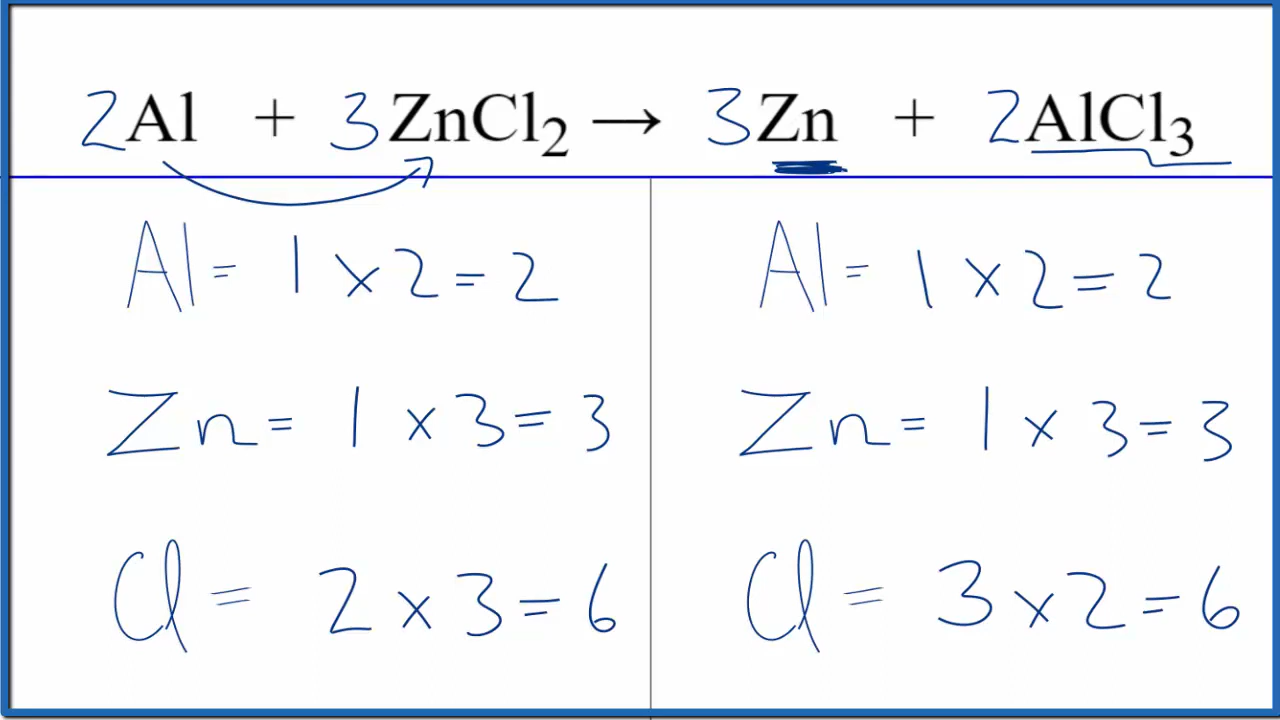 2Al + 3ZnCl₂ → 3Zn + 2AlCl₃
Al = 1 × 2 = 2
Zn = 1 × 3 = 3
Cl = 2 × 3 = 6
Al = 1 × 2 = 2
Zn = 1 × 3 = 3
Cl = 3 × 2 = 6